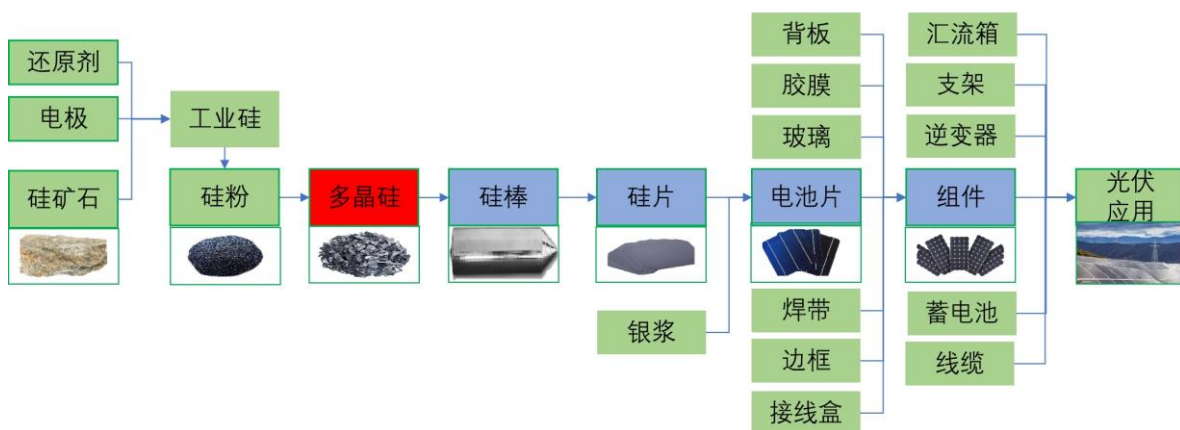 背板
汇流箱
还原剂
胶膜
支架
电极
工业硅
玻璃
逆变器
硅矿石
硅粉
多晶硅
硅棒
硅片
电池片
组件
光伏
应用
银浆
焊带
蓄电池
边框
线缆
接线盒